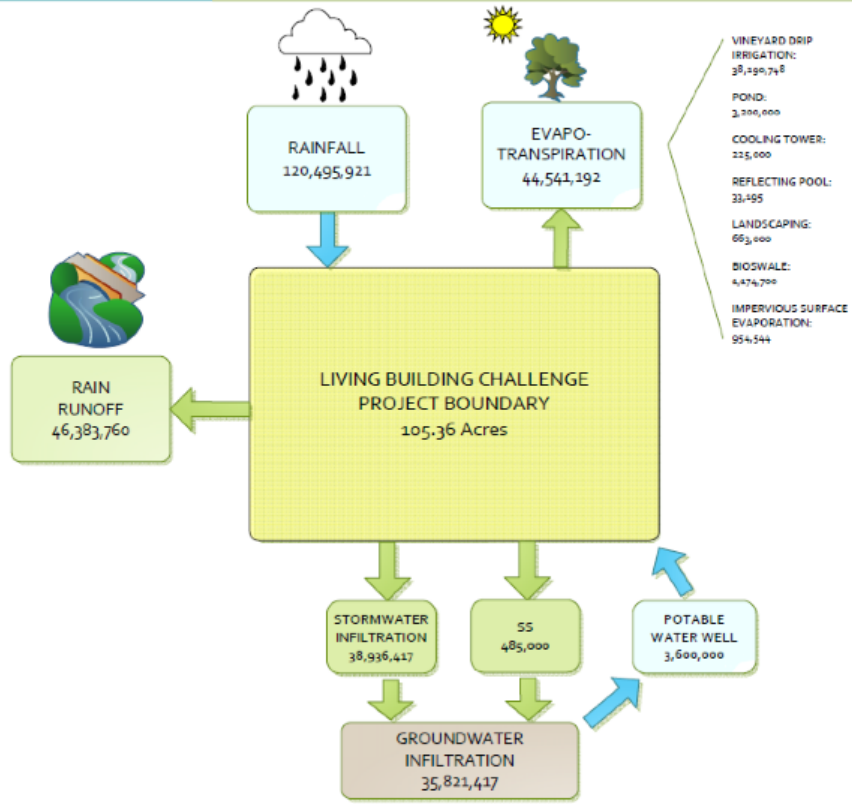 RAINFALL
120,495,921
EVAPO-
TRANSPIRATION
44,541,192
VINEYARD DRIP
IRRIGATION:
38,290,748
POND:
3,200,000
COOLING TOWER:
225,000
REFLECTING POOL:
33,195
LANDSCAPING:
663,000
BIOSWALE:
1,174,700
IMPERVIOUS SURFACE
EVAPORATION:
954,544
RAIN
RUNOFF
46,383,760
LIVING BUILDING CHALLENGE
PROJECT BOUNDARY
105.36 Acres
STORMWATER
INFILTRATION
38,936,417
SS
485,000
POTABLE
WATER WELL
3,600,000
GROUNDWATER
INFILTRATION
35,821,417